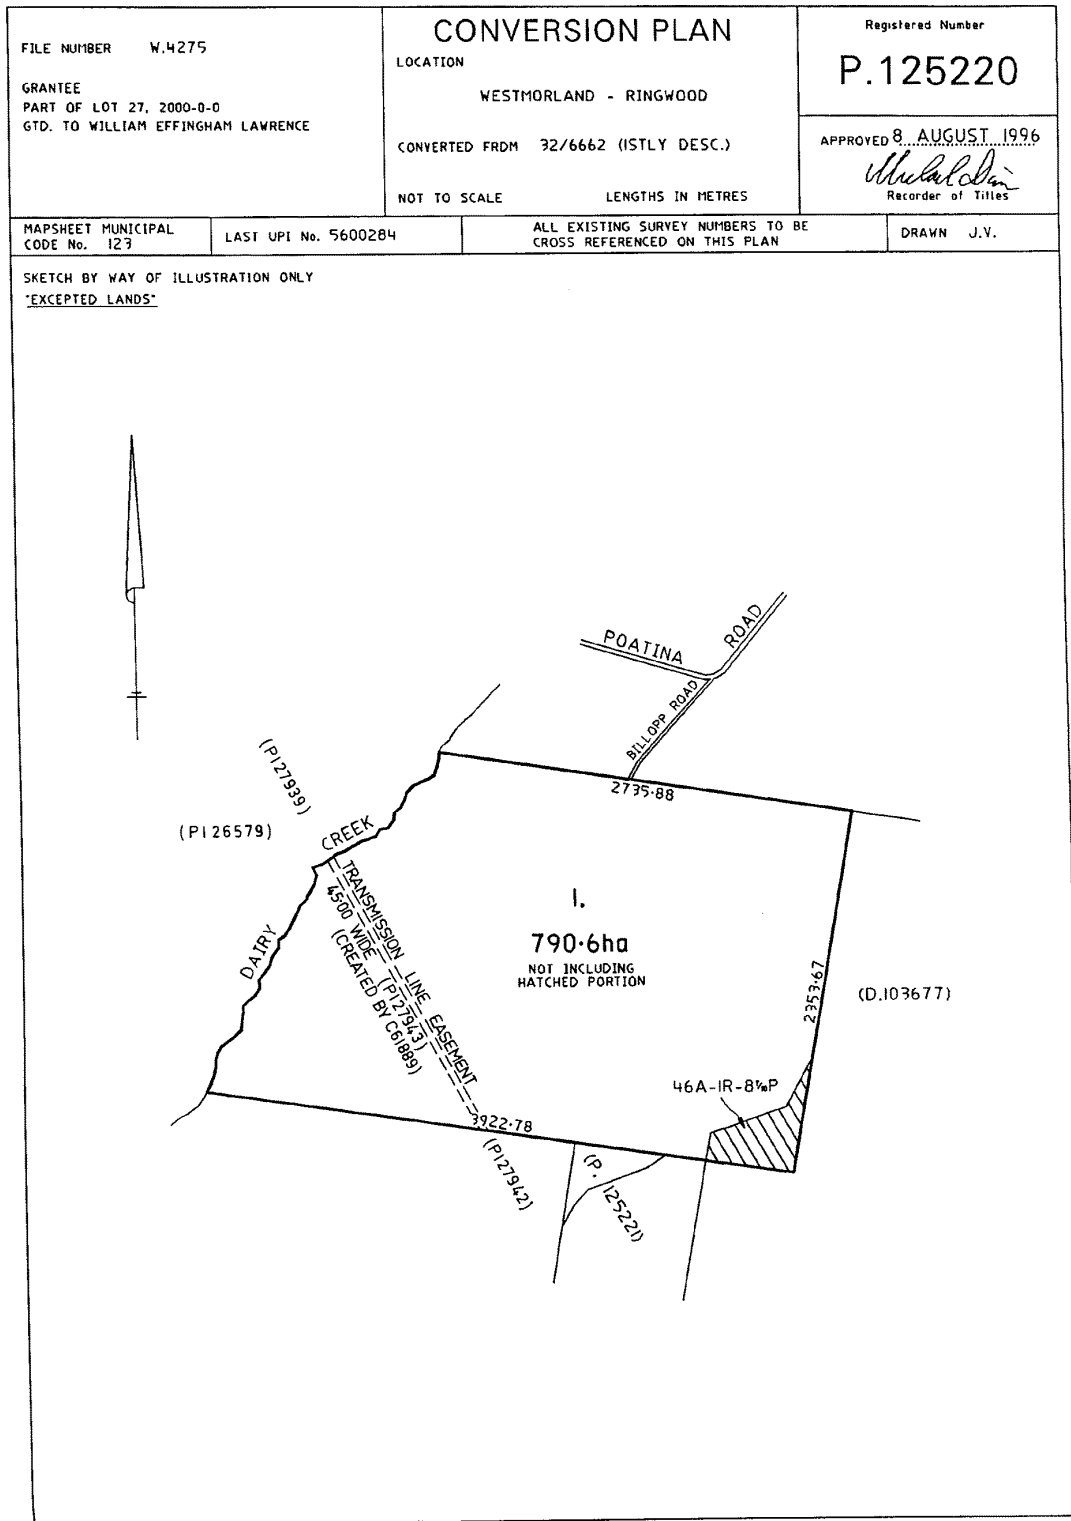 FILE NUMBER W.4275
GRANTEE
PART OF LOT 27, 2000-0-0
GTD. TO WILLIAM EFFINGHAM LAWRENCE
CONVERSION PLAN
LOCATION
WESTMORLAND - RINGWOOD
CONVERTED FROM 32/6662 (ISTLY DESC.)
NOT TO SCALE LENGTHS IN METRES
Registered Number
P.125220
APPROVED 8 AUGUST 1996
Recorder of Titles
MAPSHEET MUNICIPAL
CODE No. 123
LAST UPI No. 5600284
ALL EXISTING SURVEY NUMBERS TO BE
CROSS REFERENCED ON THIS PLAN
DRAWN J.V.
SKETCH BY WAY OF ILLUSTRATION ONLY
"EXCEPTED LANDS"
POATINA ROAD
BILLOPP ROAD
2735·88
(P127939)
(P126579)
DAIRY CREEK
TRANSMISSION LINE EASEMENT
45·00 WIDE (P127943)
(CREATED BY C61889)
1.
790·6ha
NOT INCLUDING
HATCHED PORTION
2353·67
(D.103677)
46A-1R-8
P
3922·78
(P127942)
(P. 125221)